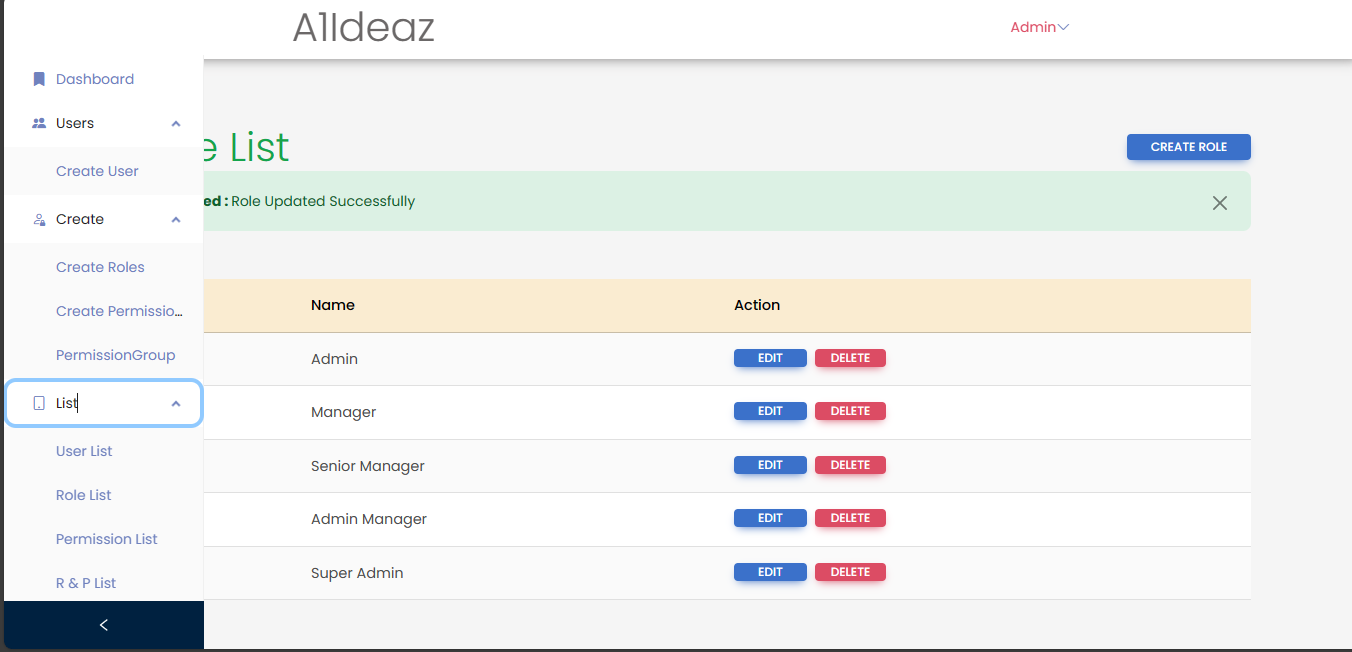 A1Ideaz
Admin
Dashboard
Users
Create User
Create
Create Roles
Create Permissio...
PermissionGroup
List
User List
Role List
Permission List
R & P List
e List
CREATE ROLE
ed : Role Updated Successfully
Name Action
Admin EDIT DELETE
Manager EDIT DELETE
Senior Manager EDIT DELETE
Admin Manager EDIT DELETE
Super Admin EDIT DELETE